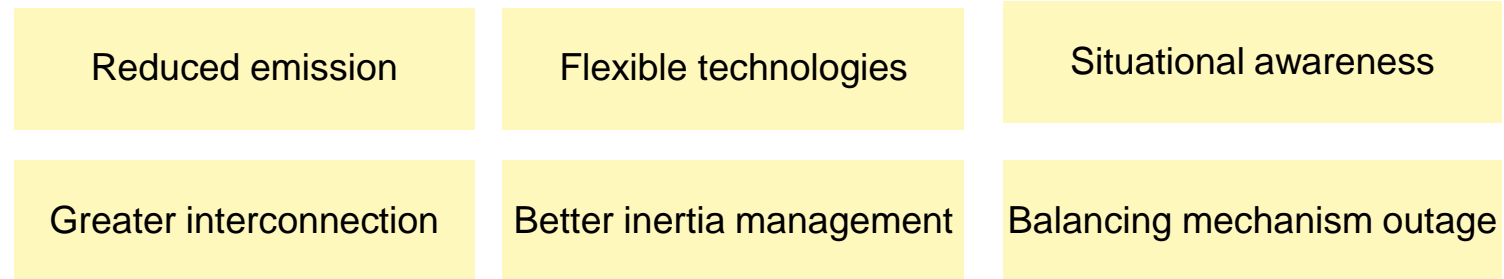 Reduced emission
Flexible technologies
Situational awareness
Greater interconnection
Better inertia management
Balancing mechanism outage